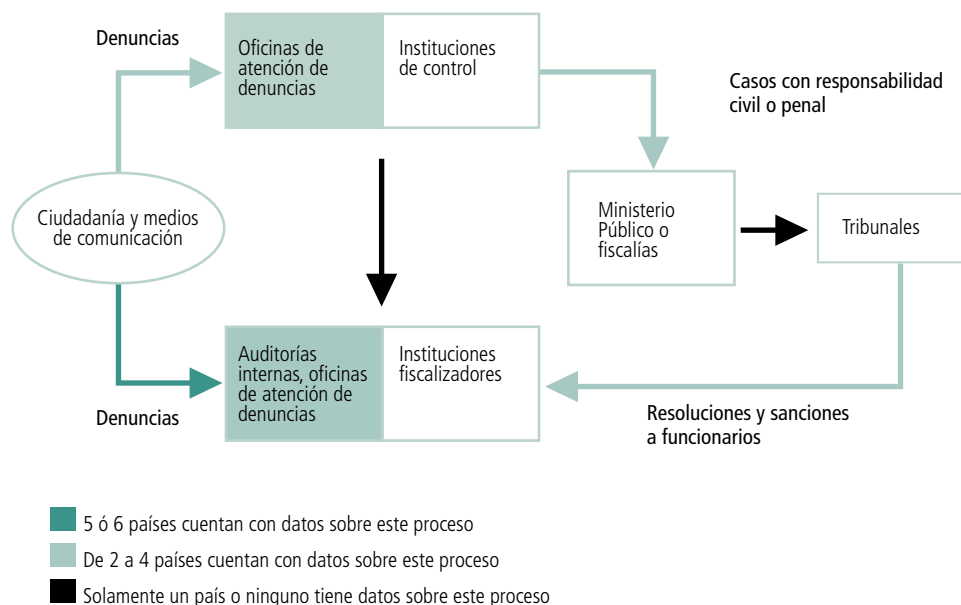 Denuncias
Oficinas de
atención de
denuncias
Instituciones
de control
Casos con responsabilidad
civil o penal
Ciudadanía y medios
de comunicación
Ministerio
Público o
fiscalías
Tribunales
Auditorías
internas, oficinas
de atención de
denuncias
Instituciones
fiscalizadores
Denuncias
Resoluciones y sanciones
a funcionarios
5 ó 6 países cuentan con datos sobre este proceso
De 2 a 4 países cuentan con datos sobre este proceso
Solamente un país o ninguno tiene datos sobre este proceso